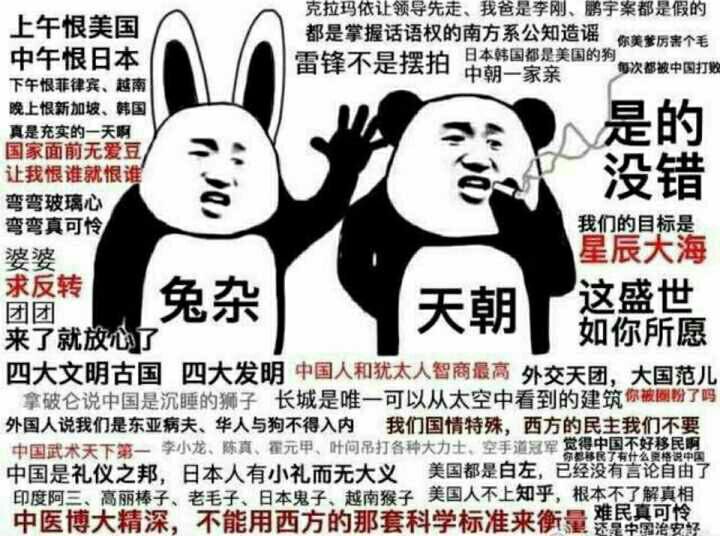 克拉玛依让领导先走、我爸是李刚、鹏宇案都是假的
都是掌握话语权的南方系公知造谣
你美爹厉害个毛
每次都被中国打败
雷锋不是摆拍
日本韩国都是美国的狗
中朝一家亲
上午恨美国
中午恨日本
下午恨菲律宾、越南
晚上恨新加坡、韩国
真是充实的一天啊
国家面前无爱豆
让我恨谁就恨谁
弯弯玻璃心
弯弯真可怜
婆婆
求反转
团团
来了就放心了
兔杂
天朝
是的
没错
我们的目标是
星辰大海
这盛世
如你所愿
四大文明古国 四大发明 中国人和犹太人智商最高 外交天团,大国范儿
拿破仑说中国是沉睡的狮子 长城是唯一可以从太空中看到的建筑 你被圈粉了吗
外国人说我们是东亚病夫、华人与狗不得入内 我们国情特殊,西方的民主我们不要
中国武术天下第一 李小龙、陈真、霍元甲、叶问吊打各种大力士、空手道冠军 觉得中国不好移民啊
你都移民了有什么资格说中国
中国是礼仪之邦,日本人有小礼而无大义 美国都是白左,已经没有言论自由了
印度阿三、高丽棒子、老毛子、日本鬼子、越南猴子 美国人不上知乎,根本不了解真相
中医博大精深,不能用西方的那套科学标准来衡量 难民真可怜
还是中国治安好